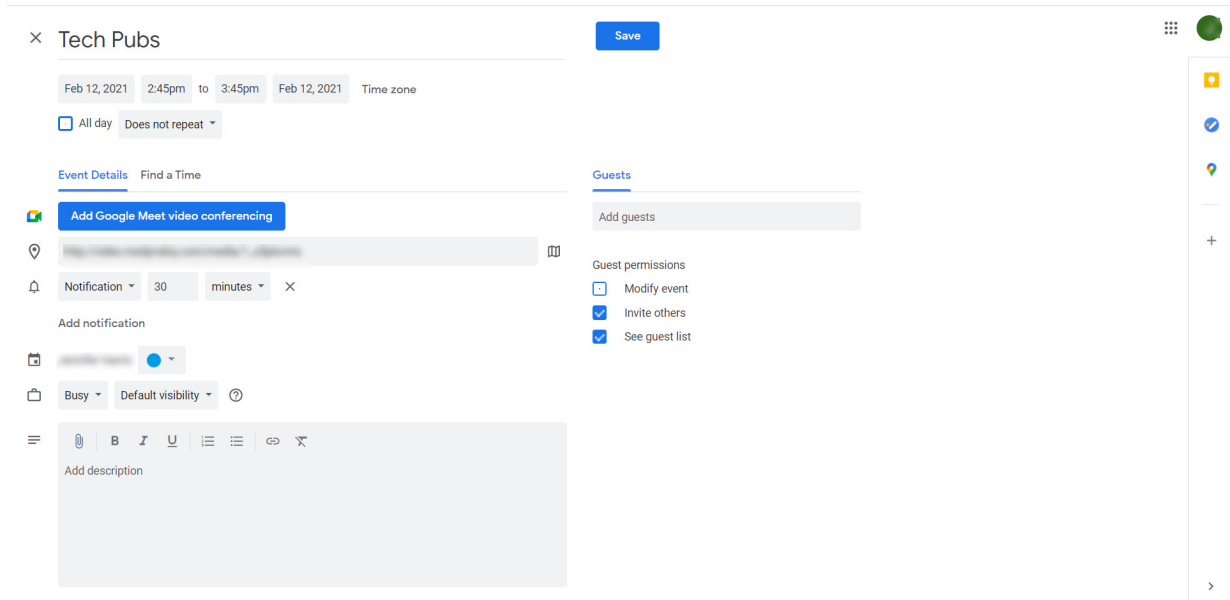 Tech Pubs
Save
Feb 12, 2021 2:45pm to 3:45pm Feb 12, 2021 Time zone
All day Does not repeat
Event Details Find a Time
Guests
Add Google Meet video conferencing
Add guests
Notification 30 minutes
Add notification
Guest permissions
Modify event
Invite others
See guest list
Busy Default visibility
B I U
Add description